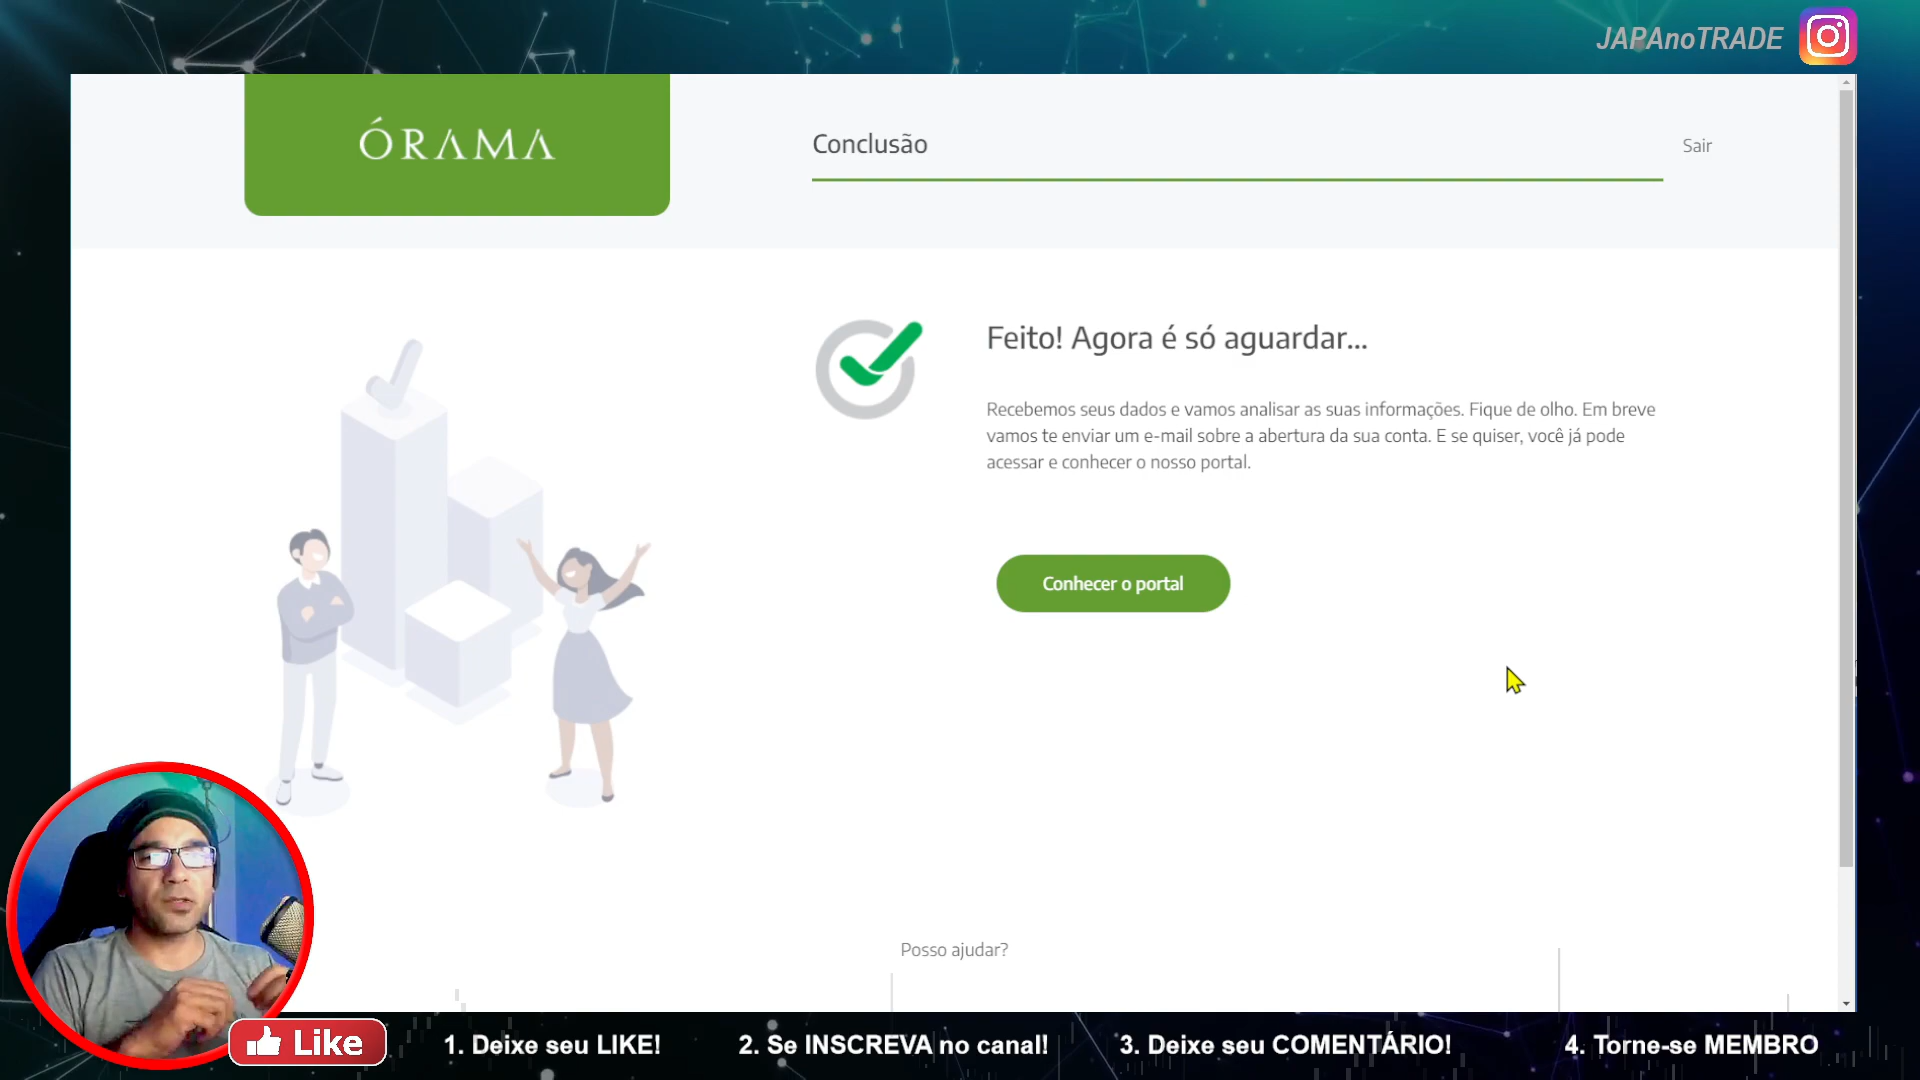 JAPAnoTRADE
ÓRAMA
Conclusão
Sair
Feito! Agora é só aguardar...
Recebemos seus dados e vamos analisar as suas informações. Fique de olho. Em breve
vamos te enviar um e-mail sobre a abertura da sua conta. E se quiser, você já pode
acessar e conhecer o nosso portal.
Conhecer o portal
Posso ajudar?
Like
1. Deixe seu LIKE!
2. Se INSCREVA no canal!
3. Deixe seu COMENTÁRIO!
4. Torne-se MEMBRO